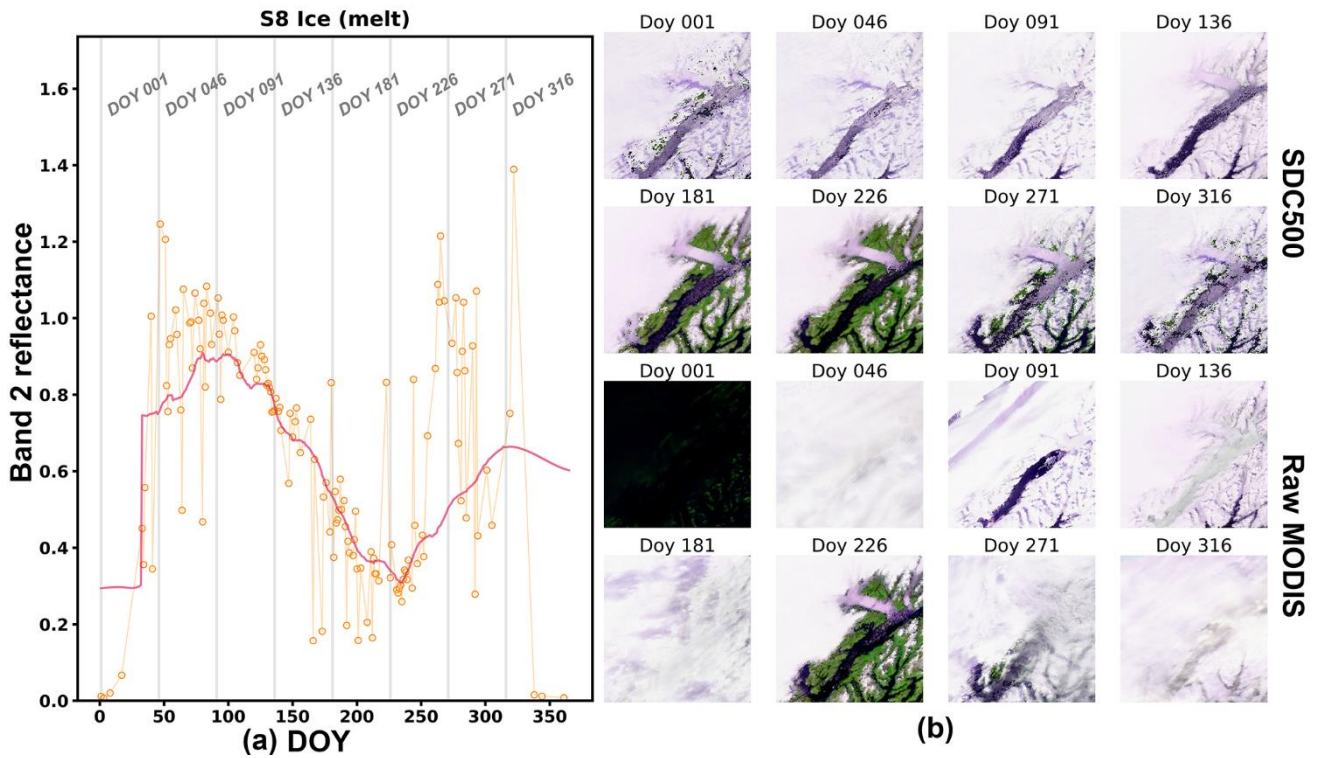 S8 Ice (melt)
1.6
1.4
1.2
1.0
0.8
0.6
0.4
0.2
0.0
Band 2 reflectance
DOY 001
DOY 046
DOY 091
DOY 136
DOY 181
DOY 226
DOY 271
DOY 316
0 50 100 150 200 250 300 350
(a) DOY
Doy 001 Doy 046 Doy 091 Doy 136
Doy 181 Doy 226 Doy 271 Doy 316
SDC500
Doy 001 Doy 046 Doy 091 Doy 136
Doy 181 Doy 226 Doy 271 Doy 316
Raw MODIS
(b)